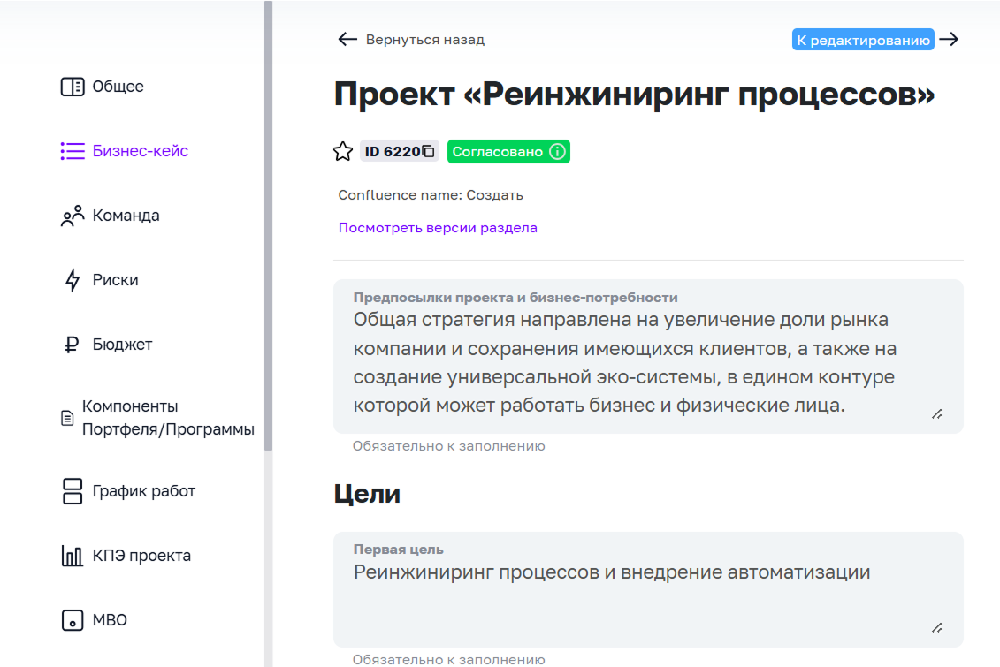 Общее
Бизнес-кейс
Команда
Риски
Бюджет
Компоненты
Портфеля/Программы
График работ
КПЭ проекта
МВО
Вернуться назад
К редактированию
Проект «Реинжиниринг процессов»
ID 6220
Согласовано
Confluence name: Создать
Посмотреть версии раздела
Предпосылки проекта и бизнес-потребности
Общая стратегия направлена на увеличение доли рынка
компании и сохранения имеющихся клиентов, а также на
создание универсальной эко-системы, в едином контуре
которой может работать бизнес и физические лица.
Обязательно к заполнению
Цели
Первая цель
Реинжиниринг процессов и внедрение автоматизации
Обязательно к заполнению